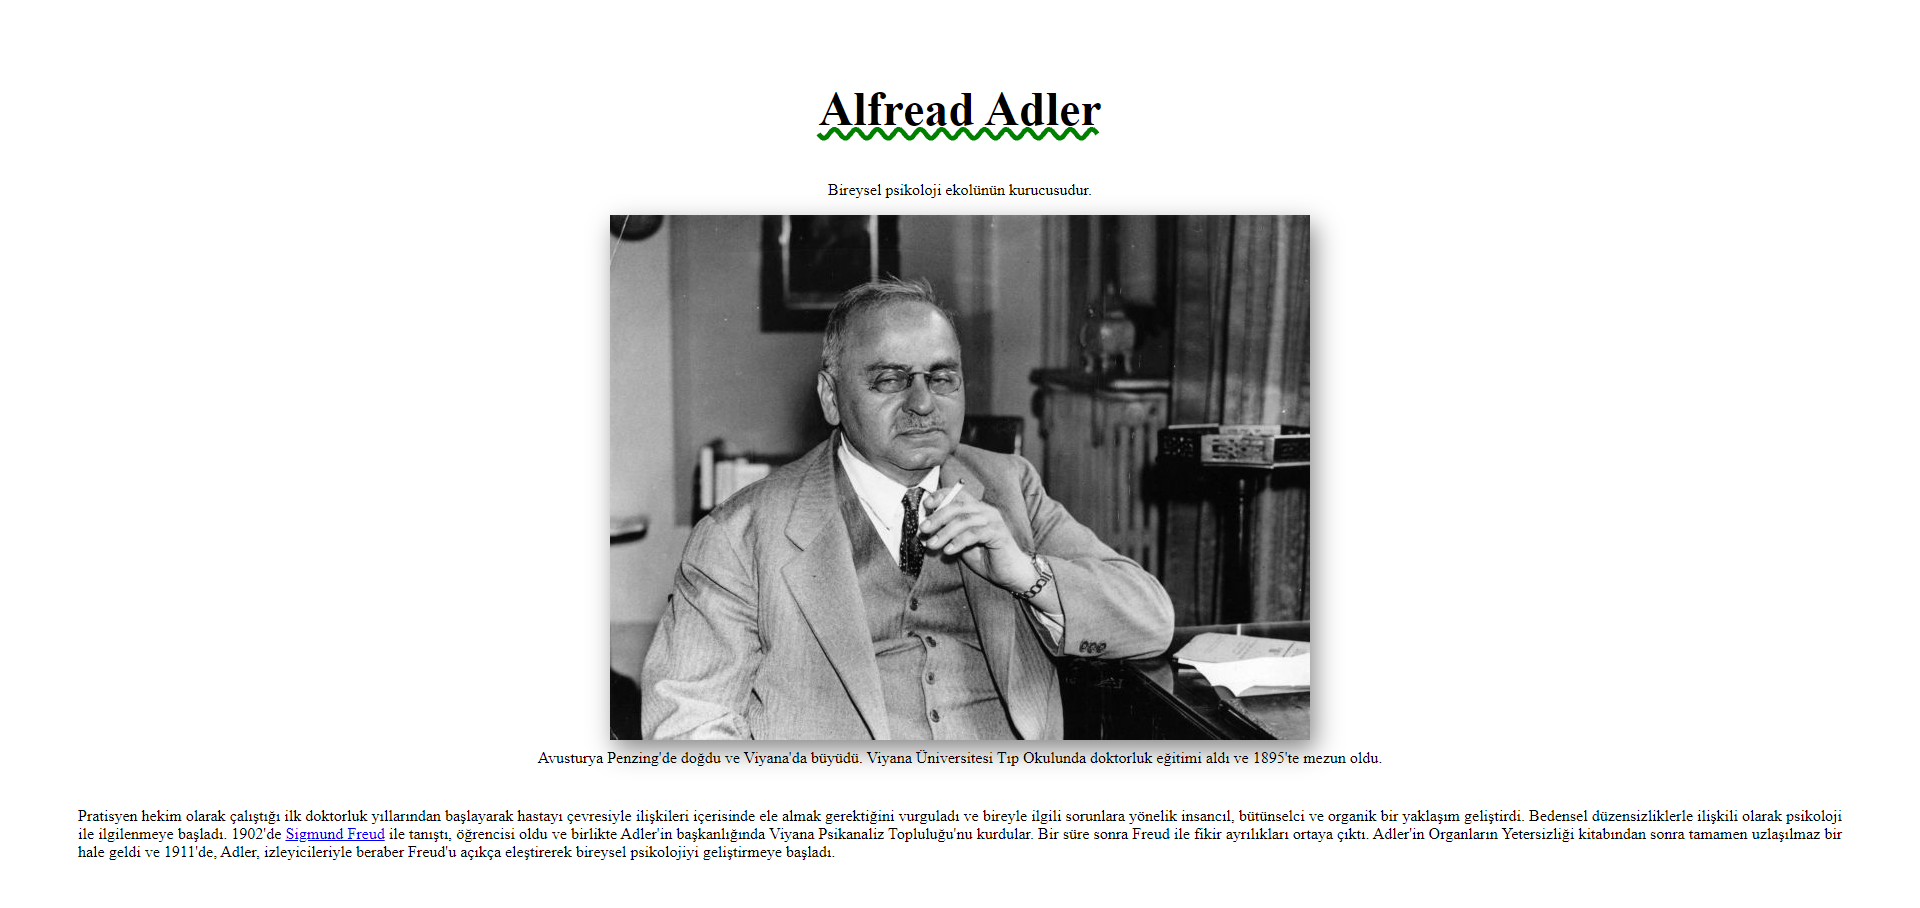 Alfread Adler
Bireysel psikoloji ekolünün kurucusudur.
Avusturya Penzing'de doğdu ve Viyana'da büyüdü. Viyana Üniversitesi Tıp Okulunda doktorluk eğitimi aldı ve 1895'te mezun oldu.
Pratisyen hekim olarak çalıştığı ilk doktorluk yıllarından başlayarak hastayı çevresiyle ilişkileri içerisinde ele almak gerektiğini vurguladı ve bireyle ilgili sorunlara yönelik insancıl, bütünselci ve organik bir yaklaşım geliştirdi. Bedensel düzensizliklerle ilişkili olarak psikoloji
ile ilgilenmeye başladı. 1902'de Sigmund Freud ile tanıştı, öğrencisi oldu ve birlikte Adler'in başkanlığında Viyana Psikanaliz Topluluğu'nu kurdular. Bir süre sonra Freud ile fikir ayrılıkları ortaya çıktı. Adler'in Organların Yetersizliği kitabından sonra tamamen uzlaşılmaz bir
hale geldi ve 1911'de, Adler, izleyicileriyle beraber Freud'u açıkça eleştirerek bireysel psikolojiyi geliştirmeye başladı.